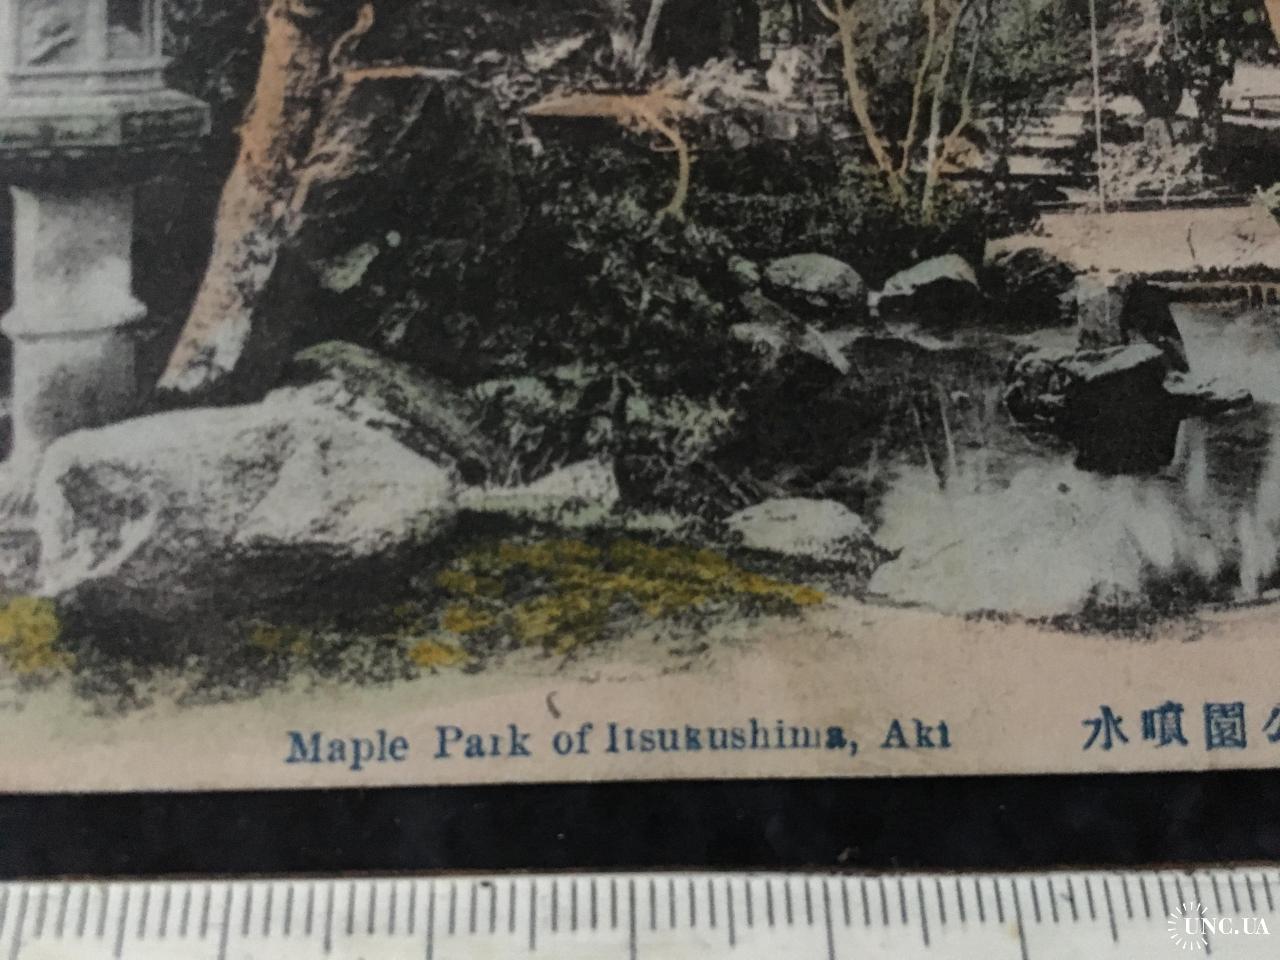 Maple Park of Itsukushima, Aki
水噴園公
UNC.UA